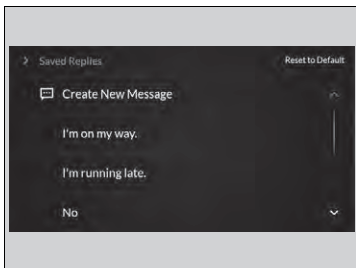 Saved Replies
Reset to Default
Create New Message
I'm on my way.
I'm running late.
No